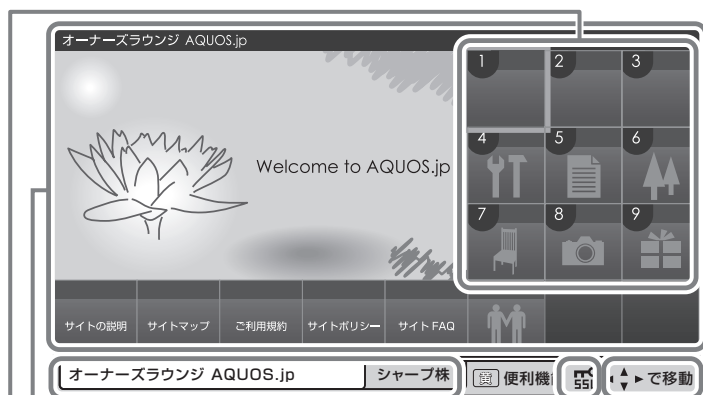 オーナーズラウンジ AQUOS.jp
1 2 3
Welcome to AQUOS.jp
4 5 6
7 8 9
サイトの説明 サイトマップ ご利用規約 サイトポリシー サイト FAQ
オーナーズラウンジ AQUOS.jp シャープ株 黄 便利機 SSL で移動